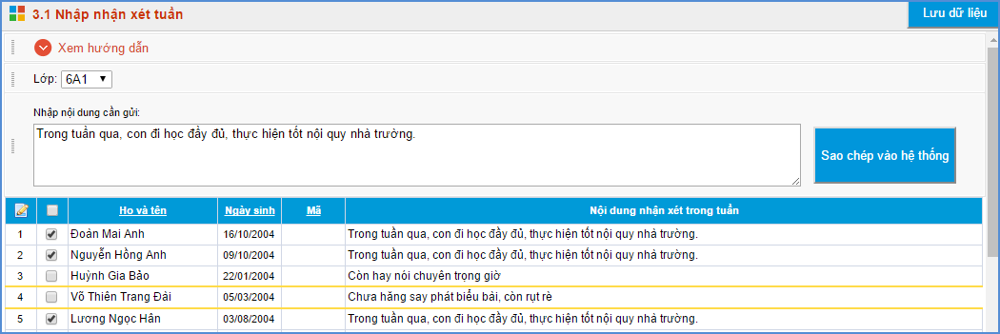 3.1 Nhập nhận xét tuần Lưu dữ liệu
Xem hướng dẫn
Lớp: 6A1
Nhập nội dung cần gửi:
Trong tuần qua, con đi học đầy đủ, thực hiện tốt nội quy nhà trường.
Sao chép vào hệ thống
Họ và tên Ngày sinh Mã Nội dung nhận xét trong tuần
1 Đoàn Mai Anh 16/10/2004 Trong tuần qua, con đi học đầy đủ, thực hiện tốt nội quy nhà trường.
2 Nguyễn Hồng Anh 09/10/2004 Trong tuần qua, con đi học đầy đủ, thực hiện tốt nội quy nhà trường.
3 Huỳnh Gia Bảo 22/01/2004 Còn hay nói chuyện trong giờ
4 Võ Thiên Trang Đài 05/03/2004 Chưa hăng say phát biểu bài, còn rụt rè
5 Lương Ngọc Hân 03/08/2004 Trong tuần qua, con đi học đầy đủ, thực hiện tốt nội quy nhà trường.